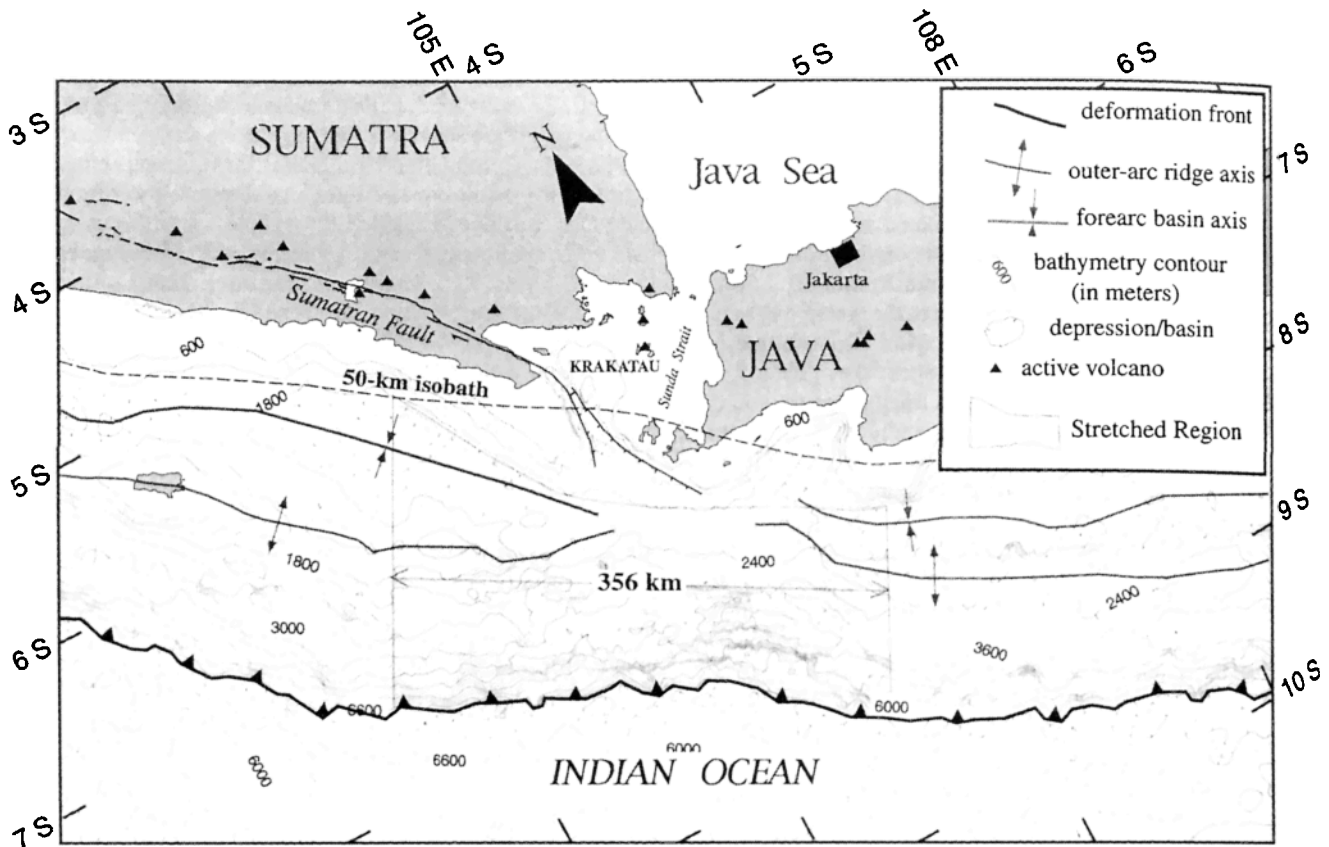 105 E
4 S
5 S
108 E
6 S
3 S
4 S
5 S
6 S
7 S
7 S
8 S
9 S
10 S
SUMATRA
N
Java Sea
Jakarta
Sumatran Fault
KRAKATAU
Sunda Strait
JAVA
600
50-km isobath
1800
600
1800
2400
356 km
2400
3000
3600
6600
6000
6000
6600
6000
INDIAN OCEAN
deformation front
outer-arc ridge axis
forearc basin axis
600
bathymetry contour
(in meters)
depression/basin
active volcano
Stretched Region